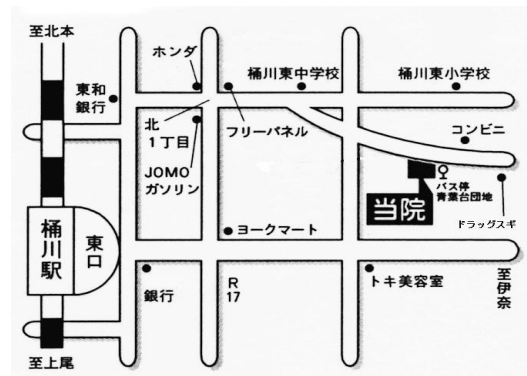 至北本
ホンダ
桶川東中学校
桶川東小学校
東和
銀行
北
1丁目
フリーパネル
コンビニ
JOMO
ガソリン
バス停
青葉台団地
当院
ドラッグスギ
桶川駅
東口
ヨークマート
銀行
R
17
トキ美容室
至伊奈
至上尾